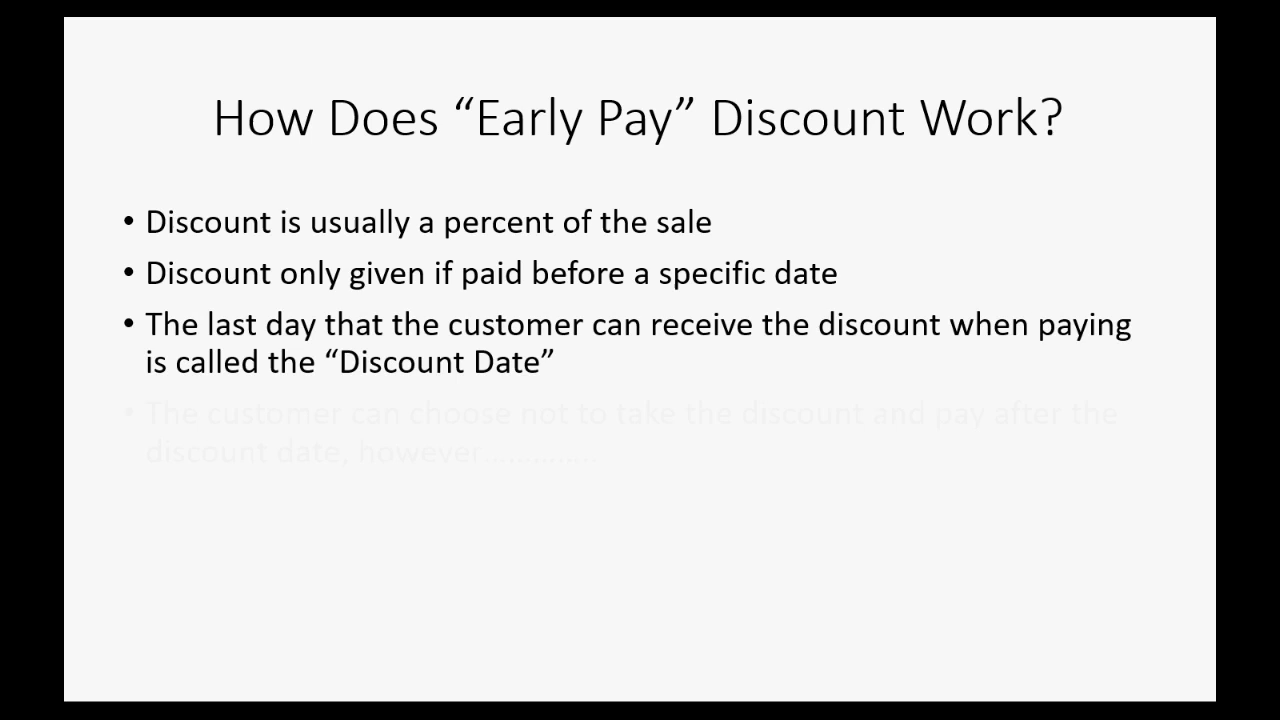 How Does “Early Pay” Discount Work?
• Discount is usually a percent of the sale
• Discount only given if paid before a specific date
• The last day that the customer can receive the discount when paying
is called the “Discount Date”
• The customer can choose not to take the discount and pay after the
discount date, however..............